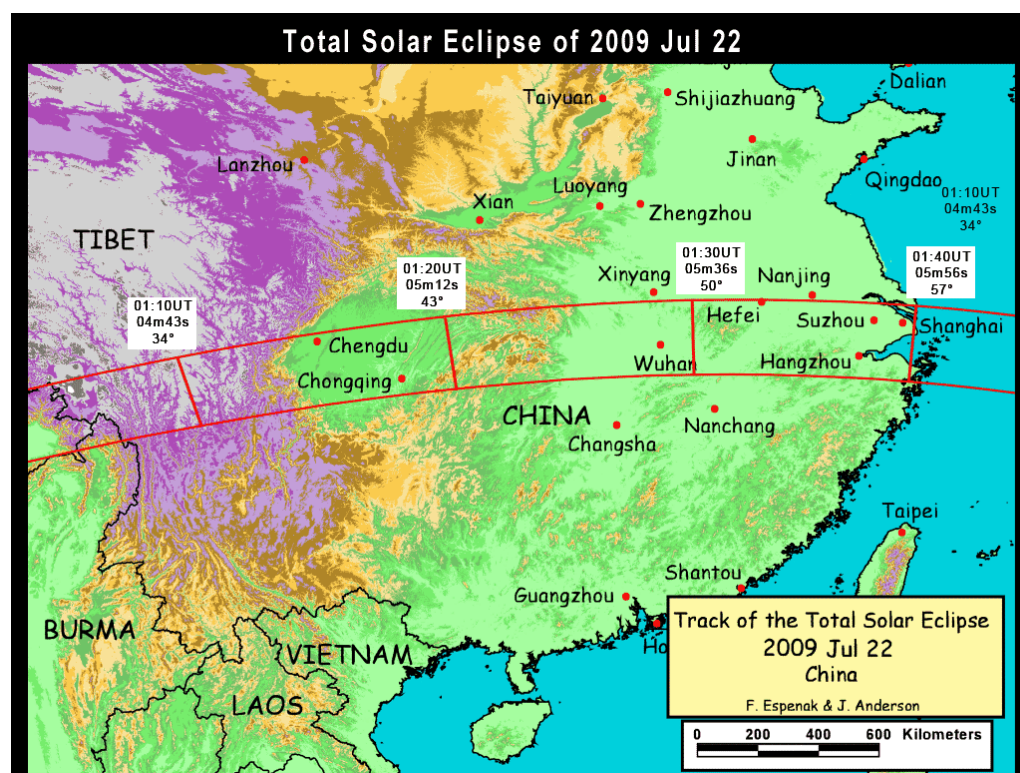 Total Solar Eclipse of 2009 Jul 22
Dalian
Taiyuan
Shijiazhuang
Jinan
Lanzhou
Qingdao
Luoyang
Xian
Zhengzhou
01:10UT
04m43s
34°
TIBET
01:20UT
05m12s
43°
Xinyang
01:30UT
05m36s
50°
Nanjing
01:40UT
05m56s
57°
01:10UT
04m43s
34°
Hefei
Suzhou
Shanghai
Chengdu
Wuhan
Hangzhou
Chongqing
CHINA
Changsha
Nanchang
Taipei
Shantou
Guangzhou
Ho
BURMA
VIETNAM
LAOS
Track of the Total Solar Eclipse
2009 Jul 22
China
F. Espenak & J. Anderson
0 200 400 600 Kilometers